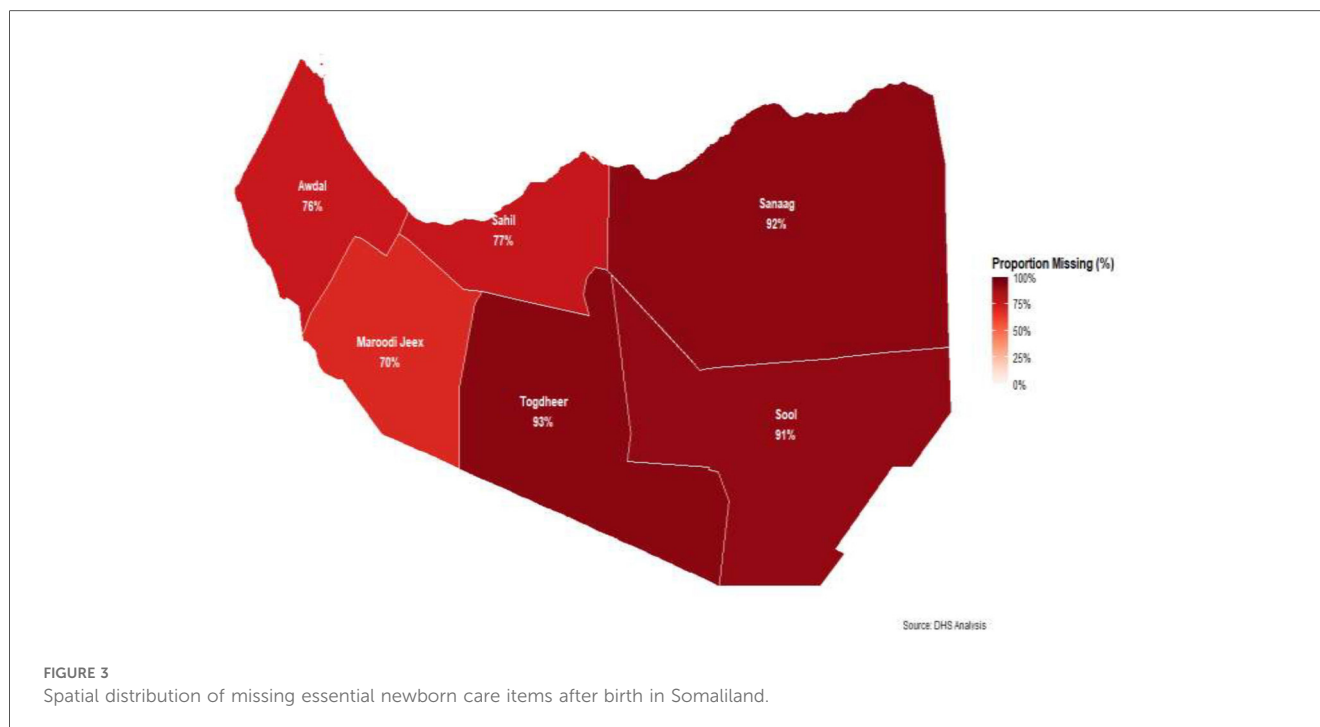 Awdal
76%
Sahil
77%
Sanaag
92%
Maroodi Jeex
70%
Togdheer
93%
Sool
91%
Proportion Missing (%)
100%
75%
50%
25%
0%
Source: DHS Analysis
FIGURE 3
Spatial distribution of missing essential newborn care items after birth in Somaliland.